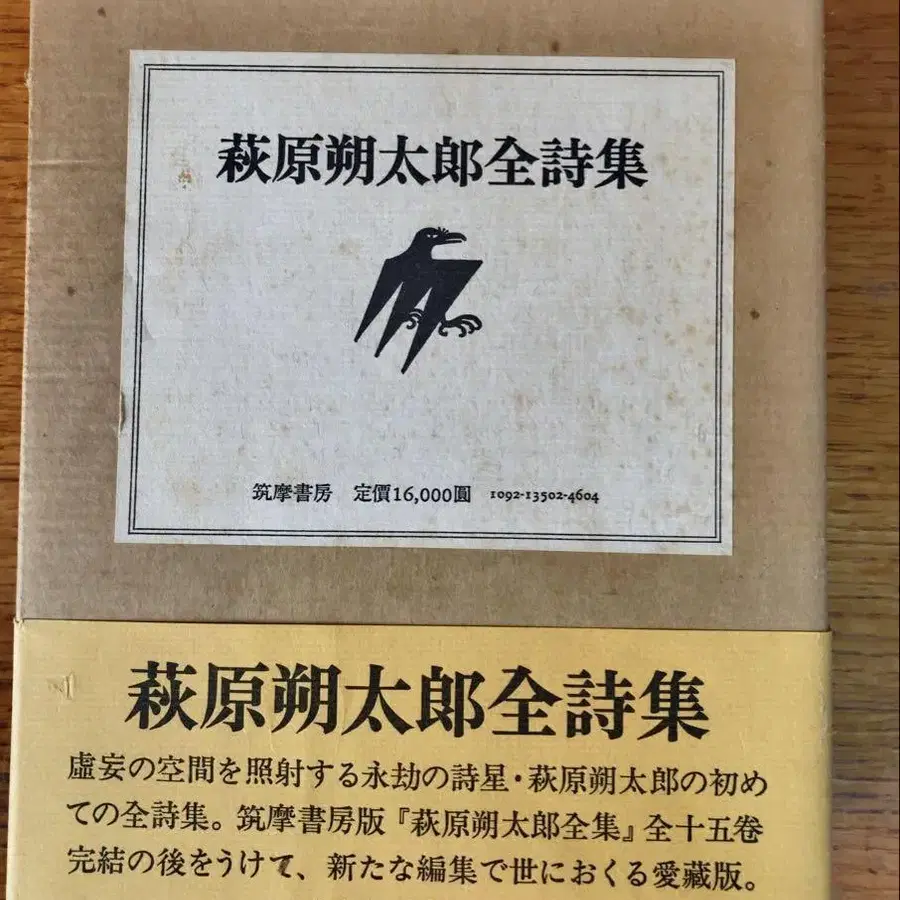 萩原朔太郎全詩集
筑摩書房 定價16,000圓 1092-13502-4604
萩原朔太郎全詩集
虛妄の空間を照射する永劫の詩星・萩原朔太郎の初め
ての全詩集。筑摩書房版『萩原朔太郎全集』全十五卷
完結の後をうけて、新たな編集で世におくる愛藏版。